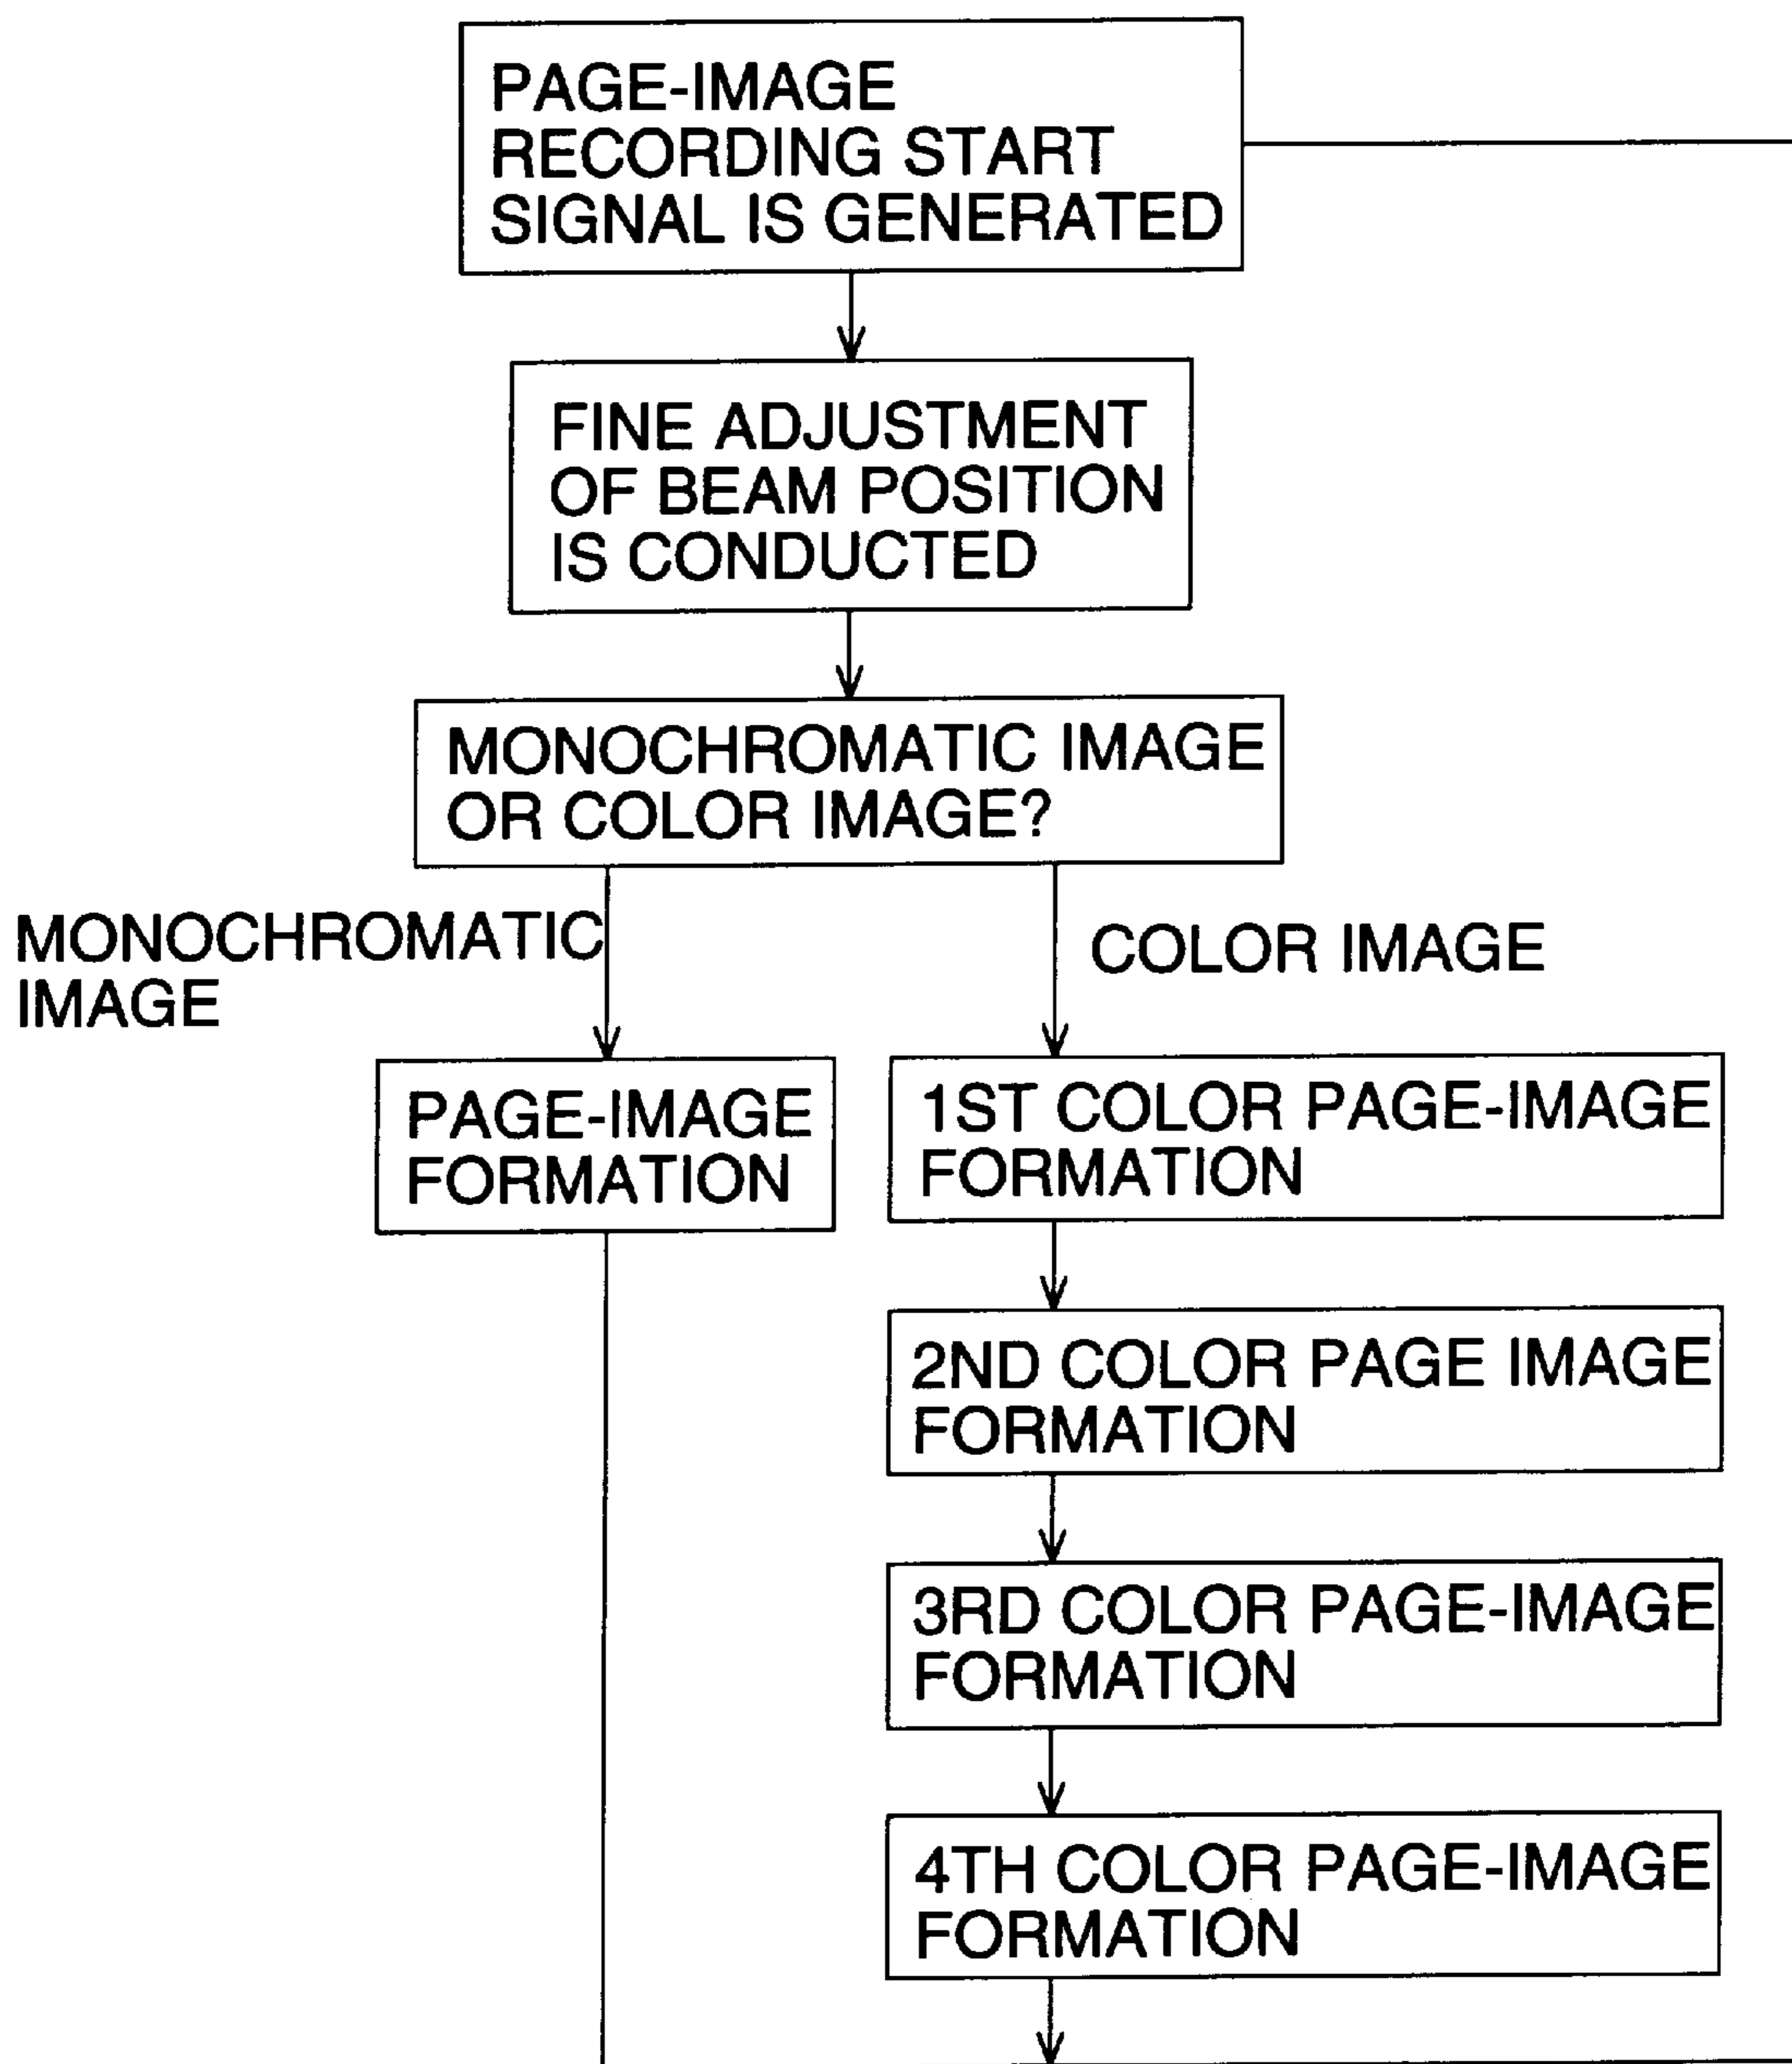 PAGE-IMAGE
RECORDING START
SIGNAL IS GENERATED
FINE ADJUSTMENT
OF BEAM POSITION
IS CONDUCTED
MONOCHROMATIC IMAGE
OR COLOR IMAGE?
MONOCHROMATIC
IMAGE
COLOR IMAGE
PAGE-IMAGE
FORMATION
1ST COLOR PAGE-IMAGE
FORMATION
2ND COLOR PAGE IMAGE
FORMATION
3RD COLOR PAGE-IMAGE
FORMATION
4TH COLOR PAGE-IMAGE
FORMATION